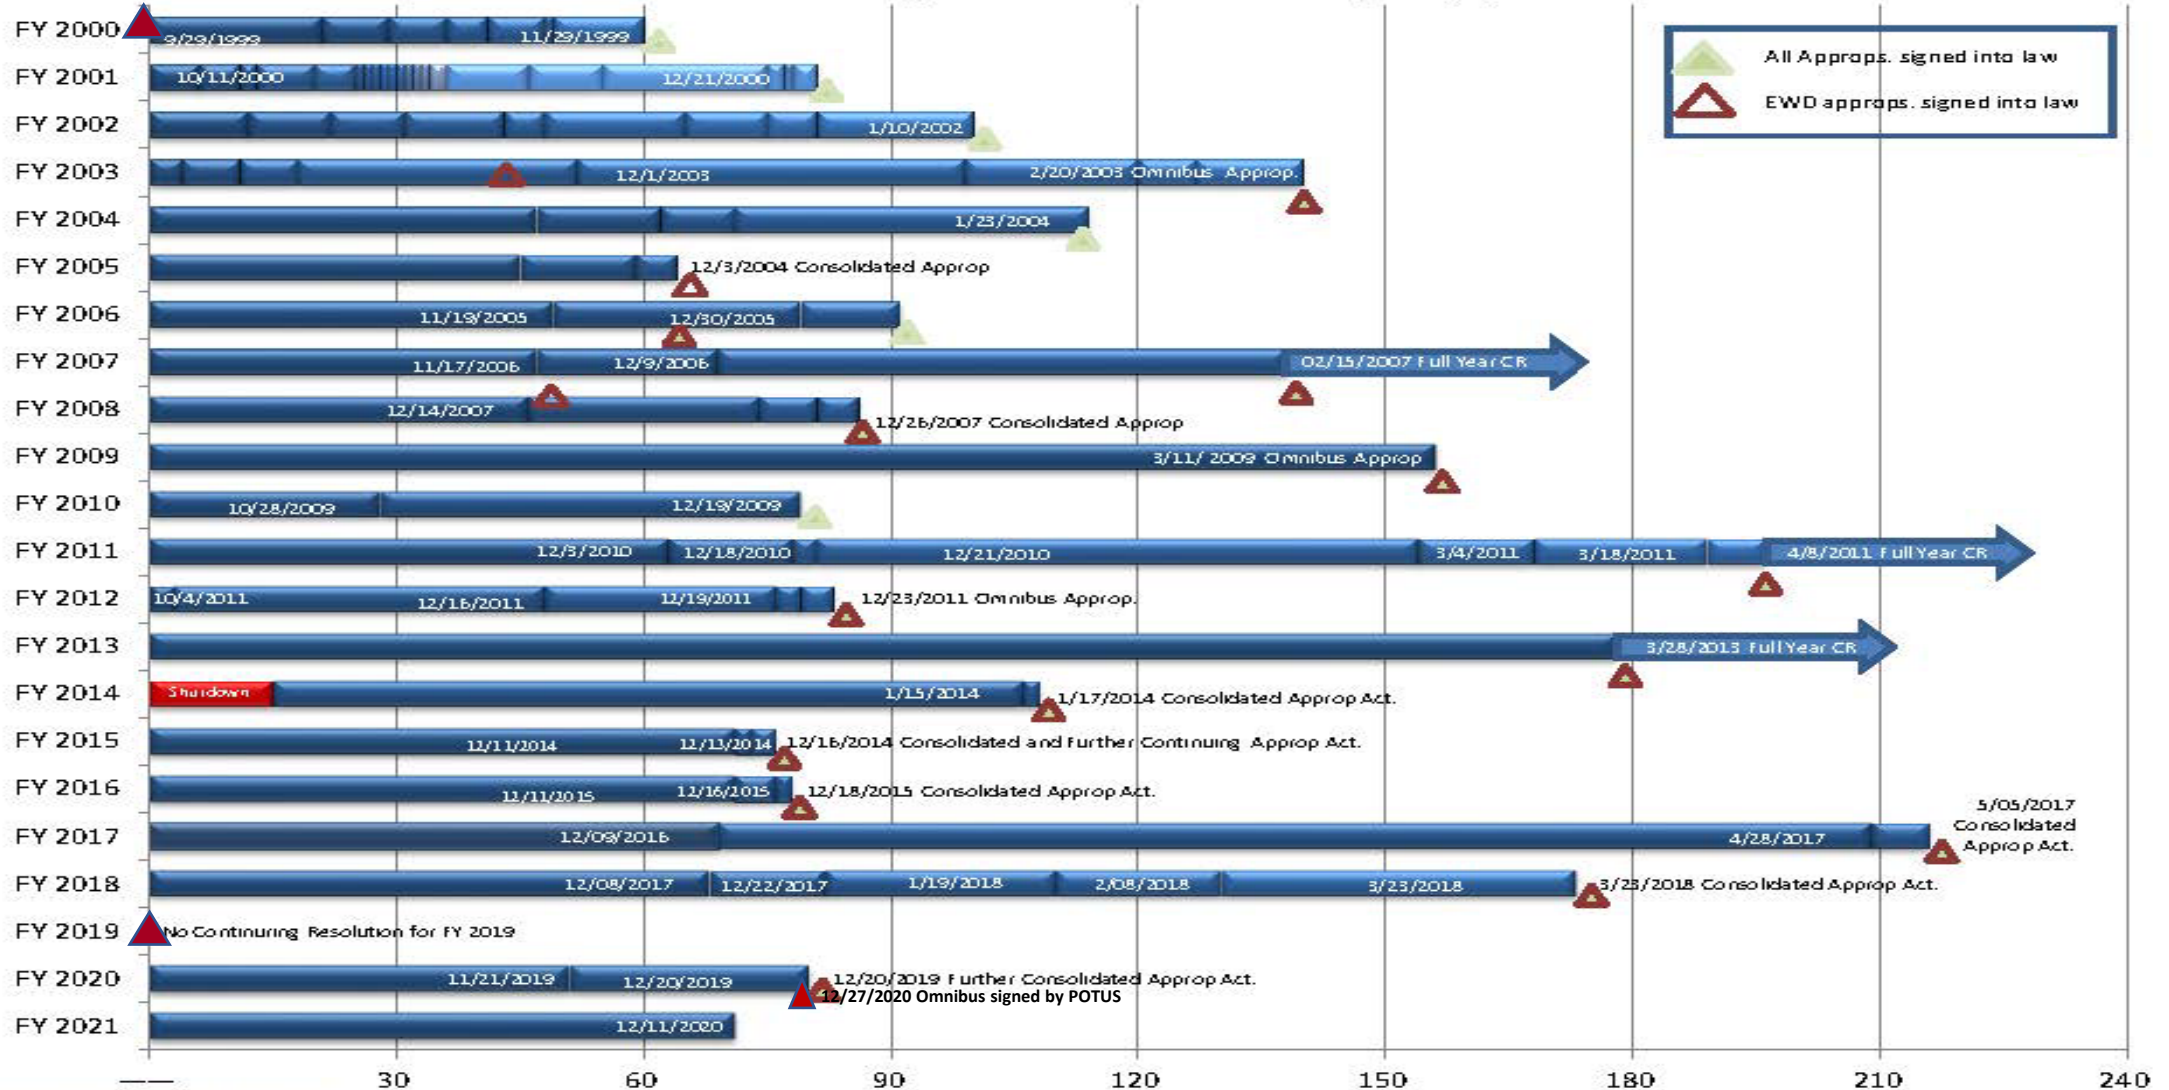 FY 2000
9/29/1999
11/29/1999
All Approps. signed into law
EWD approps. signed into law
FY 2001
10/11/2000
12/21/2000
FY 2002
1/10/2002
FY 2003
12/1/2003
2/20/2003 Omnibus Approp.
FY 2004
1/23/2004
FY 2005
12/3/2004 Consolidated Approp
FY 2006
11/19/2005
12/30/2005
FY 2007
11/17/2006
12/9/2006
02/15/2007 Full Year CR
FY 2008
12/14/2007
12/26/2007 Consolidated Approp
FY 2009
3/11/ 2009 Omnibus Approp
FY 2010
10/28/2009
12/19/2009
FY 2011
12/3/2010
12/18/2010
12/21/2010
3/4/2011
3/18/2011
4/8/2011 Full Year CR
FY 2012
10/4/2011
12/16/2011
12/19/2011
12/23/2011 Omnibus Approp.
FY 2013
3/28/2013 Full Year CR
FY 2014
Shutdown
1/15/2014
1/17/2014 Consolidated Approp Act.
FY 2015
12/11/2014
12/13/2014
12/16/2014 Consolidated and Further Continuing Approp Act.
FY 2016
12/11/2015
12/16/2015
12/18/2015 Consolidated Approp Act.
FY 2017
12/09/2016
4/28/2017
5/05/2017
Consolidated
Approp Act.
FY 2018
12/08/2017
12/22/2017
1/19/2018
2/08/2018
3/23/2018
3/23/2018 Consolidated Approp Act.
FY 2019
No Continuing Resolution for FY 2019
FY 2020
11/21/2019
12/20/2019
12/20/2019 Further Consolidated Approp Act.
12/27/2020 Omnibus signed by POTUS
FY 2021
12/11/2020
30
60
90
120
150
180
210
240